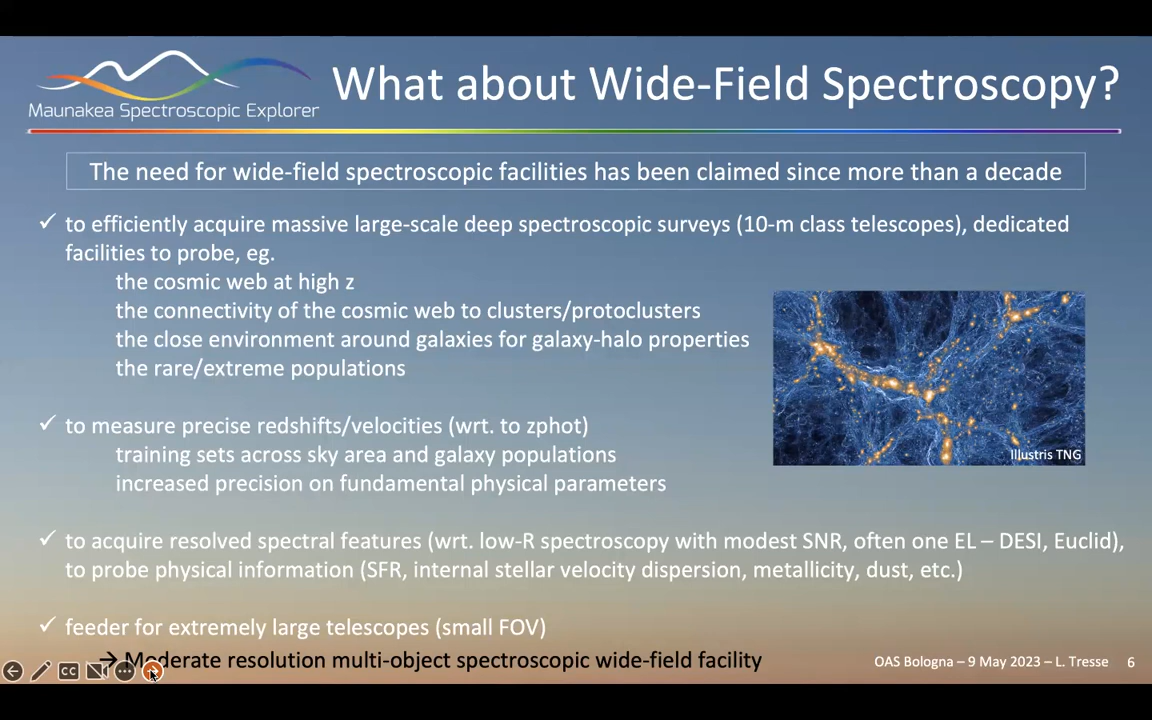 Maunakea Spectroscopic Explorer
What about Wide-Field Spectroscopy?
The need for wide-field spectroscopic facilities has been claimed since more than a decade
✓ to efficiently acquire massive large-scale deep spectroscopic surveys (10-m class telescopes), dedicated
facilities to probe, eg.
the cosmic web at high z
the connectivity of the cosmic web to clusters/protoclusters
the close environment around galaxies for galaxy-halo properties
the rare/extreme populations
Illustris TNG
✓ to measure precise redshifts/velocities (wrt. to zphot)
training sets across sky area and galaxy populations
increased precision on fundamental physical parameters
✓ to acquire resolved spectral features (wrt. low-R spectroscopy with modest SNR, often one EL – DESI, Euclid),
to probe physical information (SFR, internal stellar velocity dispersion, metallicity, dust, etc.)
✓ feeder for extremely large telescopes (small FOV)
→ Moderate resolution multi-object spectroscopic wide-field facility
CC
OAS Bologna – 9 May 2023 – L. Tresse 6